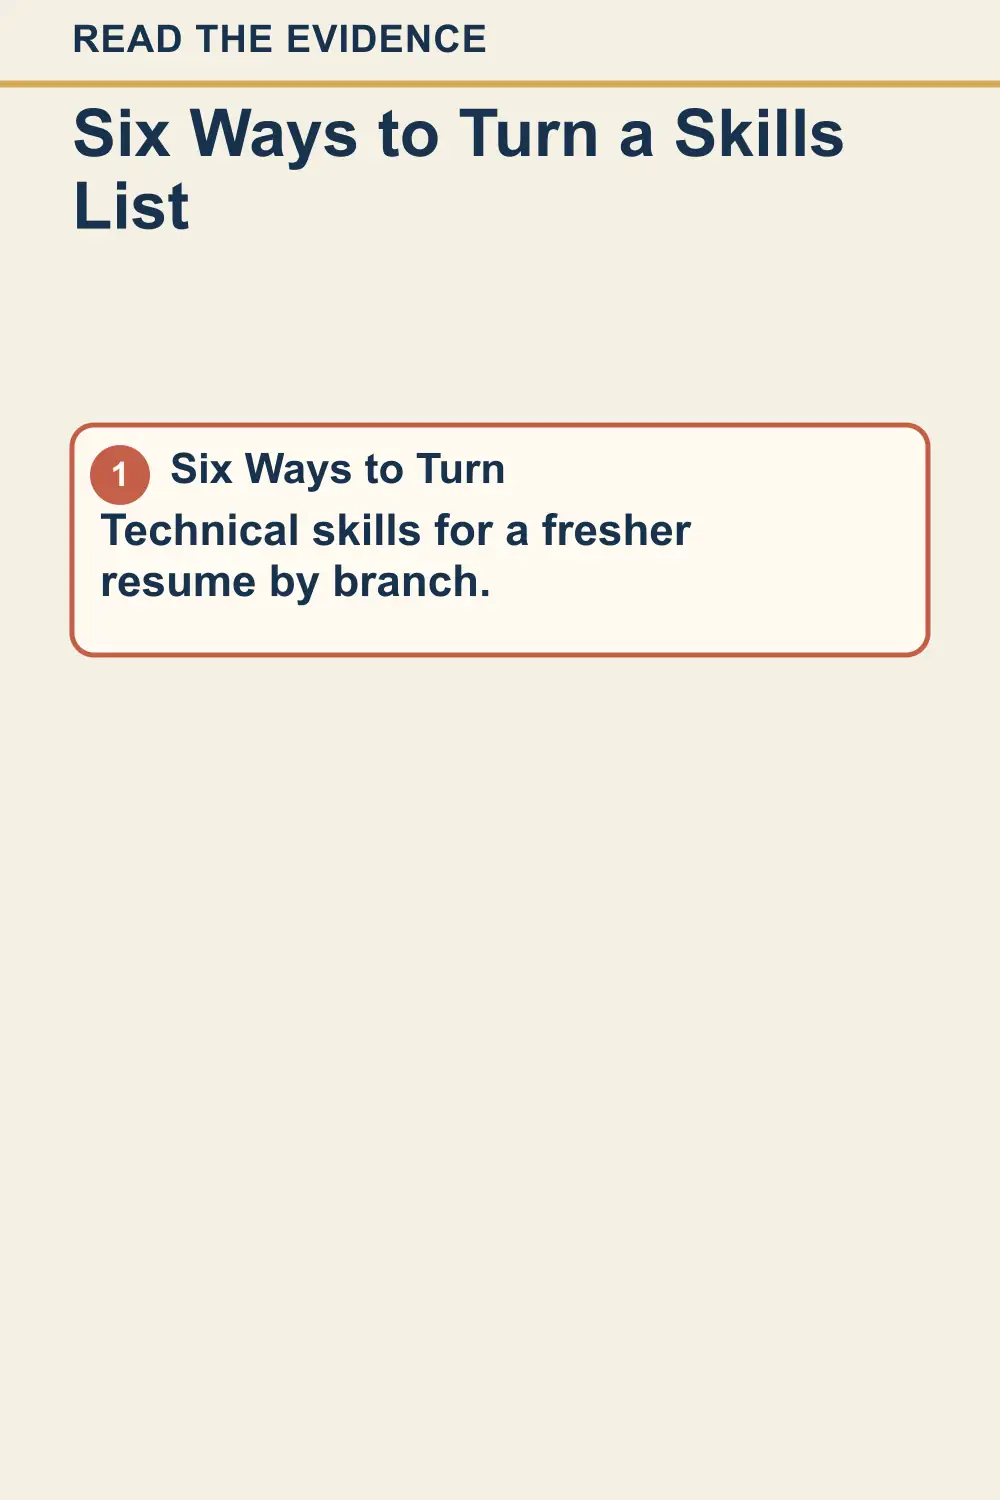 READ THE EVIDENCE
Six Ways to Turn a Skills
List
1 Six Ways to Turn
Technical skills for a fresher
resume by branch.